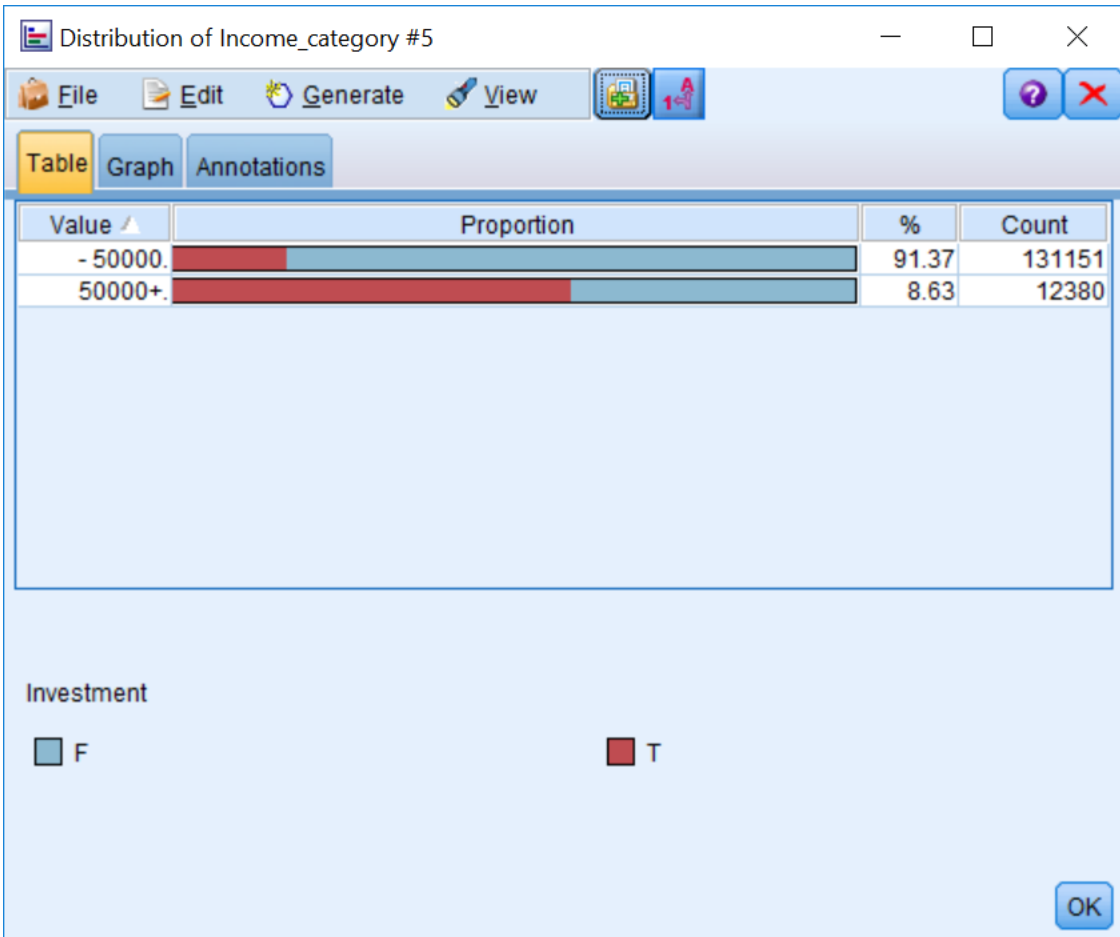 Distribution of Income_category #5
File Edit Generate View
Table Graph Annotations
Value Proportion % Count
- 50000. 91.37 131151
50000+. 8.63 12380
Investment
F T
OK